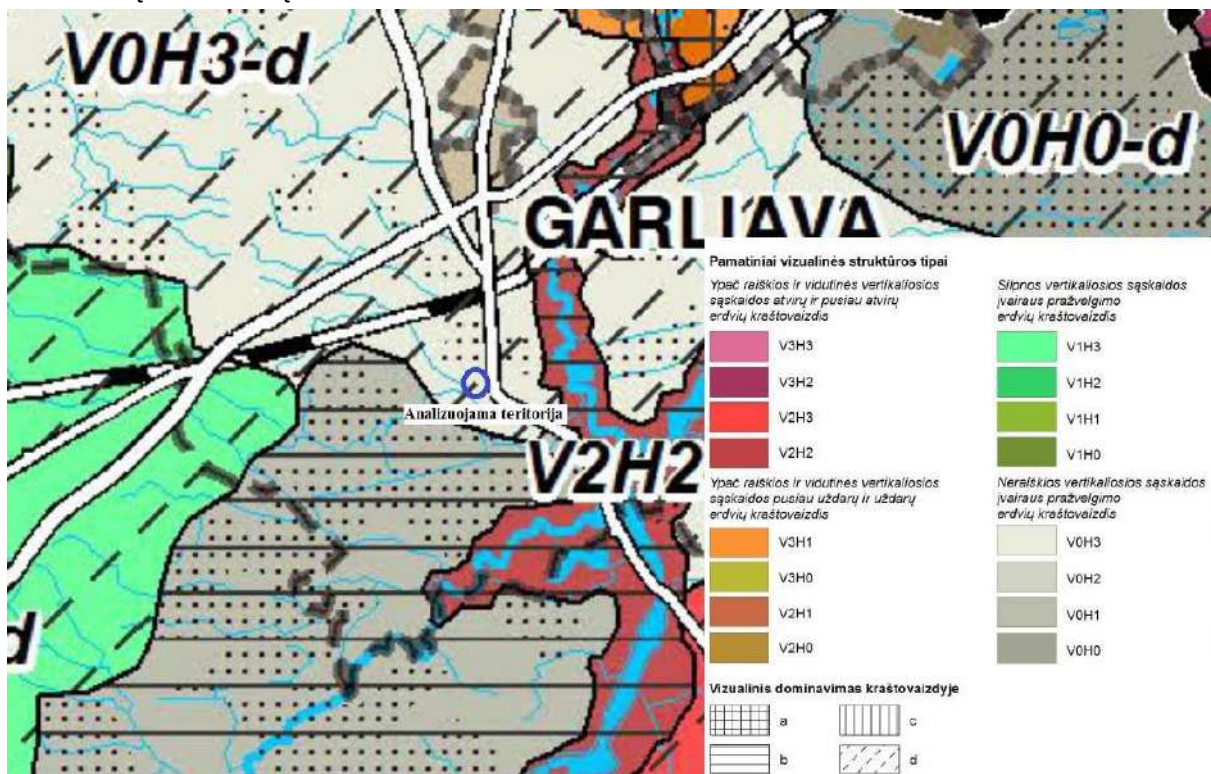 V0H3-d
V0H0-d
GARLIAVA
Analizuojama teritorija
V2H2
d
Pamatiniai vizualinės struktūros tipai
Ypač raiškios ir vidutinės vertikaliosios
sąskaidos atvirų ir pusiau atvirų
erdvių kraštovaizdis
V3H3
V3H2
V2H3
V2H2
Ypač raiškios ir vidutinės vertikaliosios
sąskaidos pusiau uždarų ir uždarų
erdvių kraštovaizdis
V3H1
V3H0
V2H1
V2H0
Silpnos vertikaliosios sąskaidos
įvairaus pražvelgimo
erdvių kraštovaizdis
V1H3
V1H2
V1H1
V1H0
Neraiškios vertikaliosios sąskaidos
įvairaus pražvelgimo
erdvių kraštovaizdis
V0H3
V0H2
V0H1
V0H0
Vizualinis dominavimas kraštovaizdyje
a
c
b
d